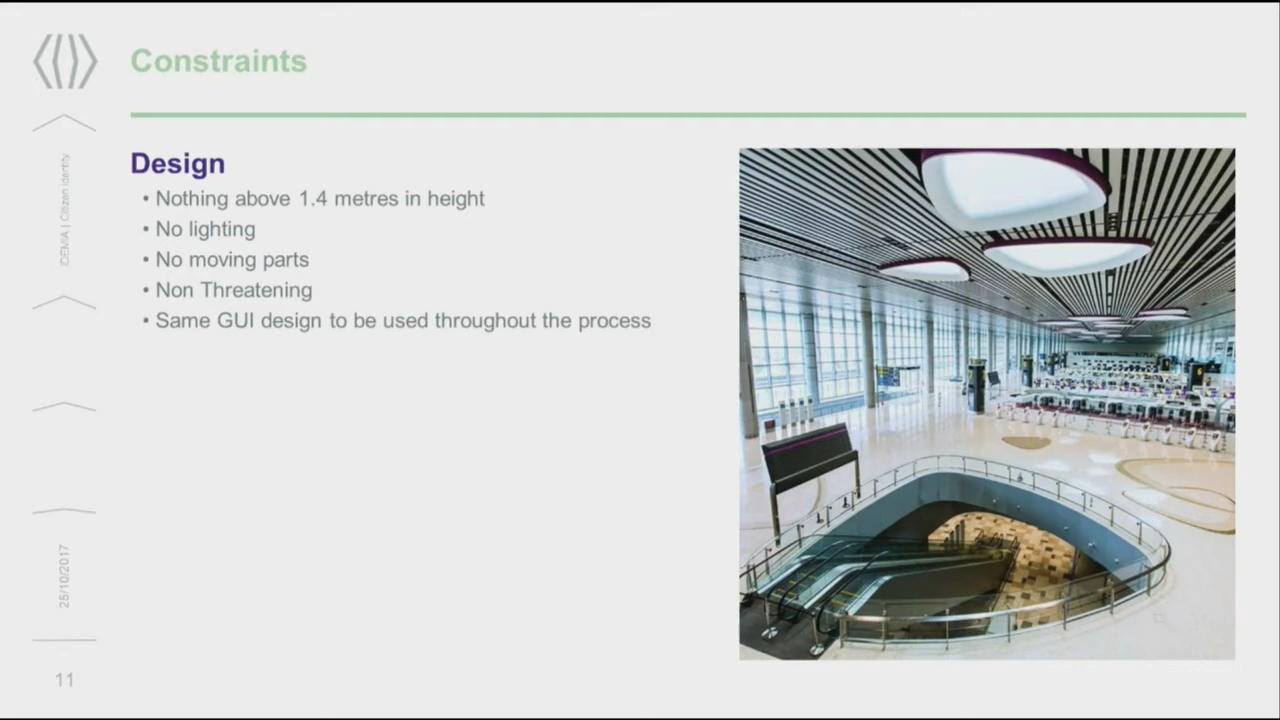 Constraints
IDEMIA | Citizen identity
Design
• Nothing above 1.4 metres in height
• No lighting
• No moving parts
• Non Threatening
• Same GUI design to be used throughout the process
25/10/2017
11